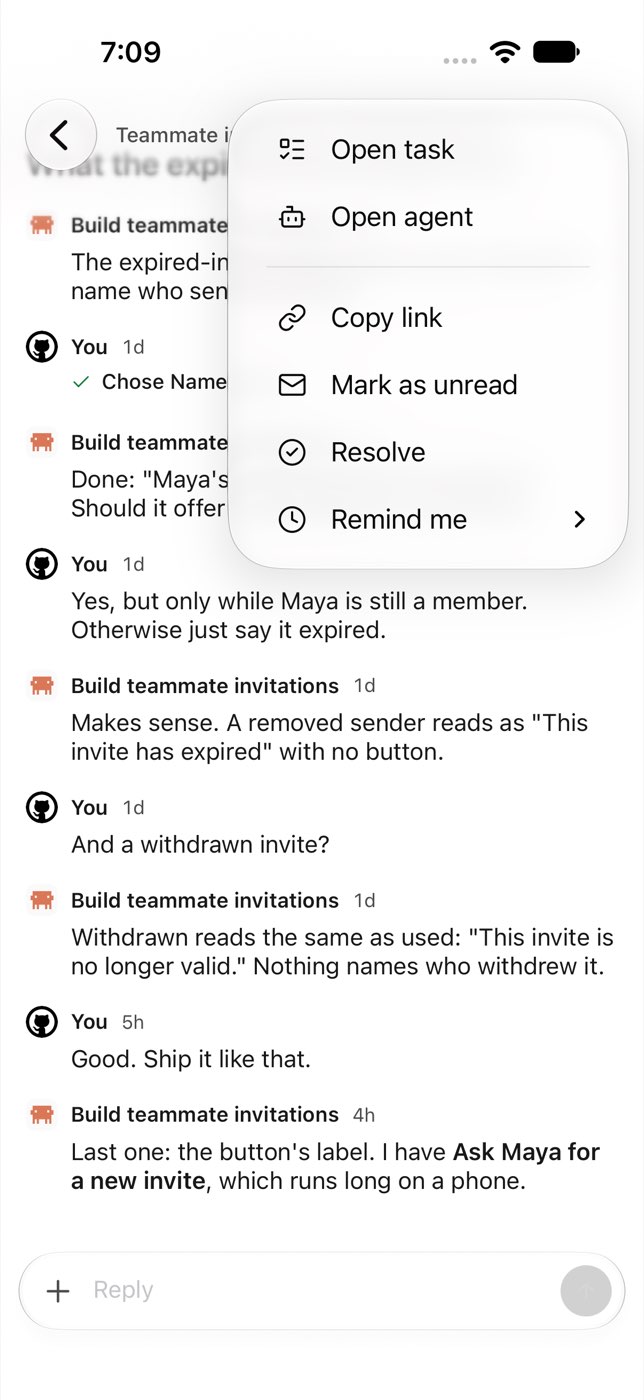 7:09
Teammate i
What the expi
Open task
Open agent
Copy link
Mark as unread
Resolve
Remind me
Build teammate
The expired-in
name who sen
You 1d
Chose Name
Build teammate
Done: "Maya's
Should it offer
You 1d
Yes, but only while Maya is still a member.
Otherwise just say it expired.
Build teammate invitations 1d
Makes sense. A removed sender reads as "This
invite has expired" with no button.
You 1d
And a withdrawn invite?
Build teammate invitations 1d
Withdrawn reads the same as used: "This invite is
no longer valid." Nothing names who withdrew it.
You 5h
Good. Ship it like that.
Build teammate invitations 4h
Last one: the button's label. I have Ask Maya for
a new invite, which runs long on a phone.
Reply